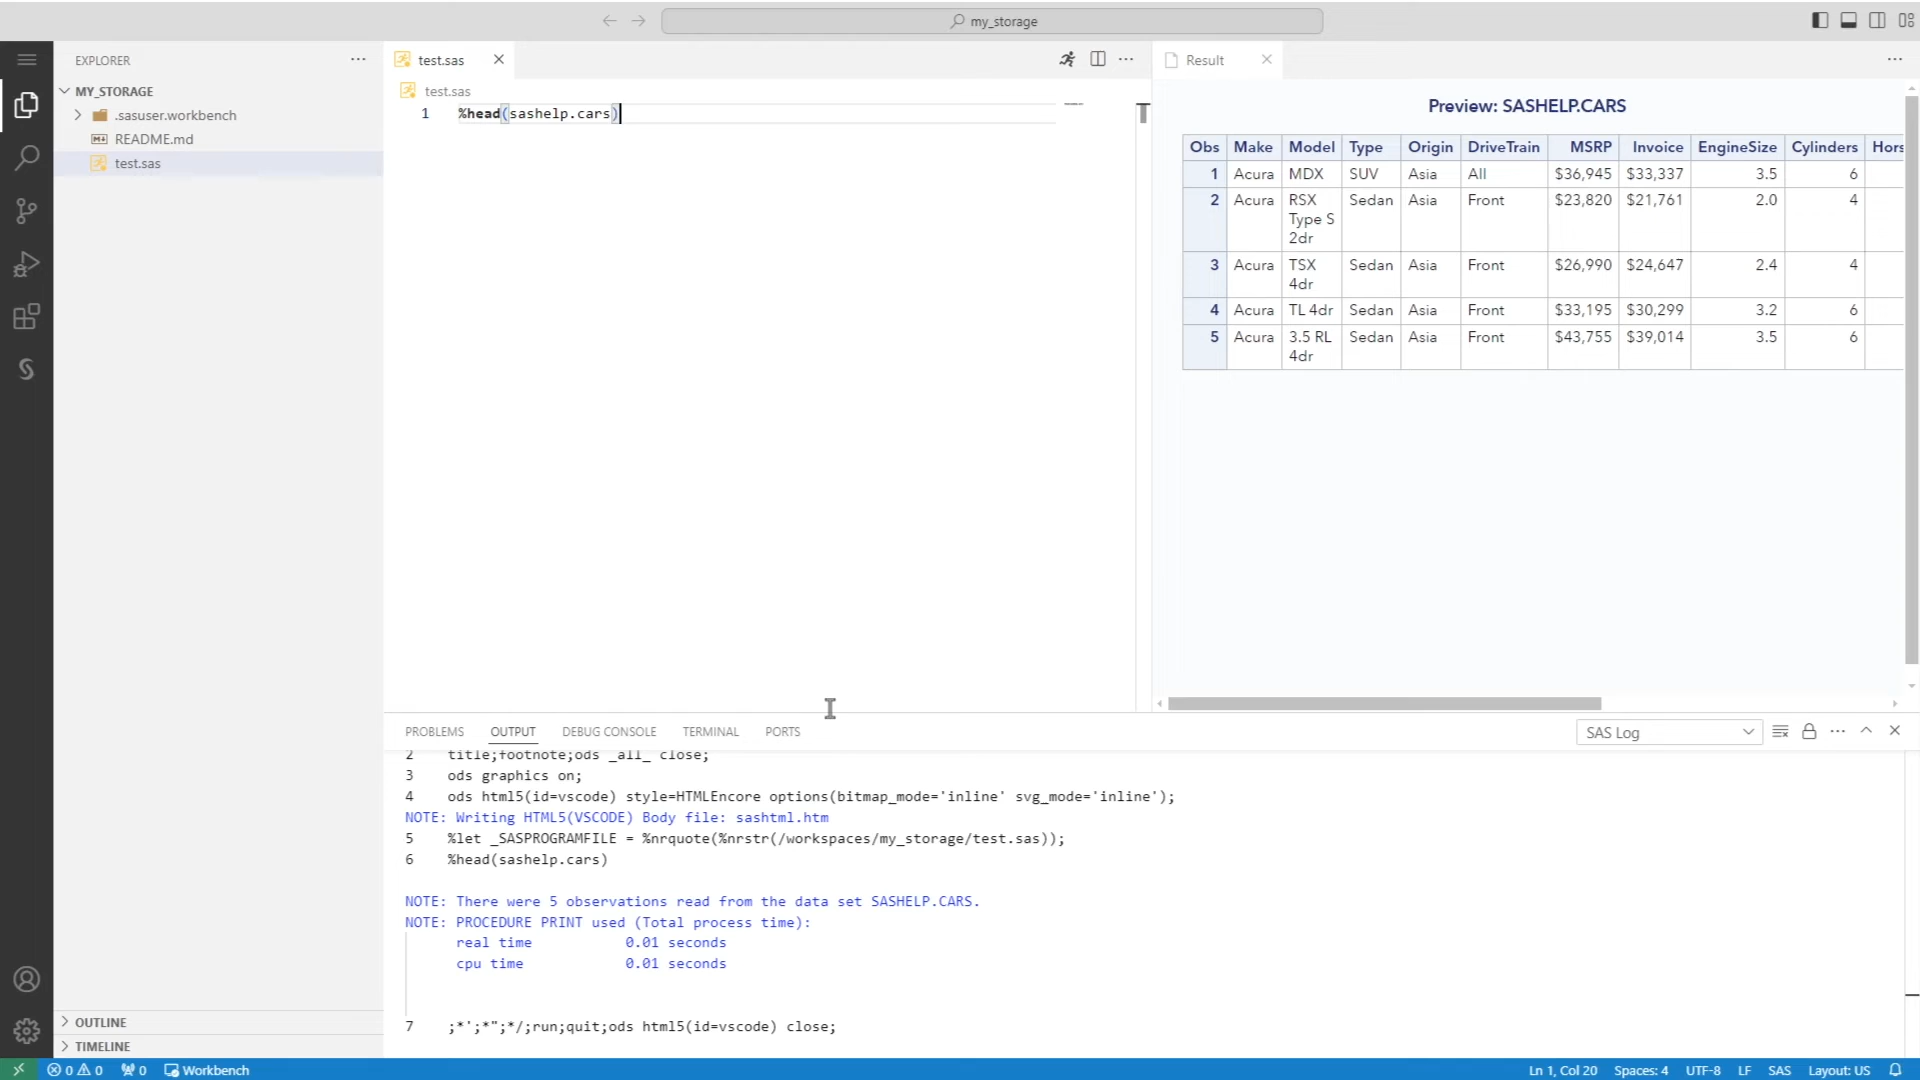 my_storage
EXPLORER
MY_STORAGE
.sasuser.workbench
README.md
test.sas
OUTLINE
TIMELINE
test.sas
test.sas
1 %head(sashelp.cars)
Result
Preview: SASHELP.CARS
Obs Make Model Type Origin DriveTrain MSRP Invoice EngineSize Cylinders Hors
1 Acura MDX SUV Asia All $36,945 $33,337 3.5 6
2 Acura RSX Sedan Asia Front $23,820 $21,761 2.0 4
Type S
2dr
3 Acura TSX Sedan Asia Front $26,990 $24,647 2.4 4
4dr
4 Acura TL 4dr Sedan Asia Front $33,195 $30,299 3.2 6
5 Acura 3.5 RL Sedan Asia Front $43,755 $39,014 3.5 6
4dr
PROBLEMS OUTPUT DEBUG CONSOLE TERMINAL PORTS SAS Log
2 title;footnote;ods _all_ close;
3 ods graphics on;
4 ods html5(id=vscode) style=HTMLEncore options(bitmap_mode='inline' svg_mode='inline');
NOTE: Writing HTML5(VSCODE) Body file: sashtml.htm
5 %let _SASPROGRAMFILE = %nrquote(%nrstr(/workspaces/my_storage/test.sas));
6 %head(sashelp.cars)
NOTE: There were 5 observations read from the data set SASHELP.CARS.
NOTE: PROCEDURE PRINT used (Total process time):
real time 0.01 seconds
cpu time 0.01 seconds
7 ;*';*";*/;run;quit;ods html5(id=vscode) close;
0 0 0 Workbench Ln 1, Col 20 Spaces: 4 UTF-8 LF SAS Layout: US